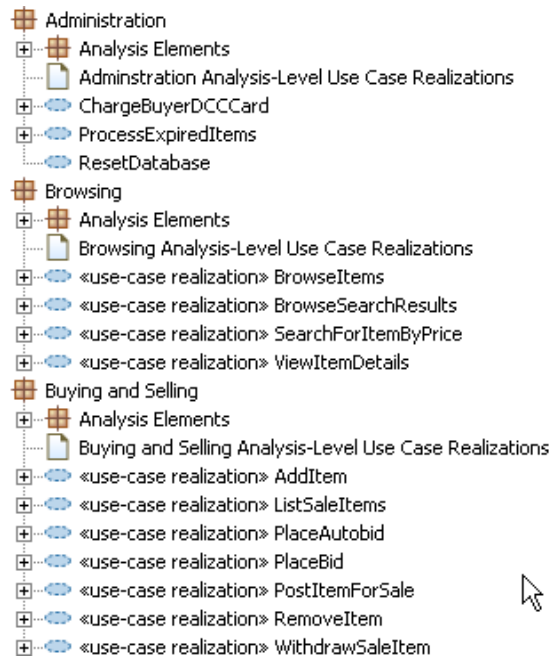 Administration
Analysis Elements
Adminstration Analysis-Level Use Case Realizations
ChargeBuyerDCCCard
ProcessExpiredItems
ResetDatabase
Browsing
Analysis Elements
Browsing Analysis-Level Use Case Realizations
«use-case realization» BrowseItems
«use-case realization» BrowseSearchResults
«use-case realization» SearchForItemByPrice
«use-case realization» ViewItemDetails
Buying and Selling
Analysis Elements
Buying and Selling Analysis-Level Use Case Realizations
«use-case realization» AddItem
«use-case realization» ListSaleItems
«use-case realization» PlaceAutobid
«use-case realization» PlaceBid
«use-case realization» PostItemForSale
«use-case realization» RemoveItem
«use-case realization» WithdrawSaleItem